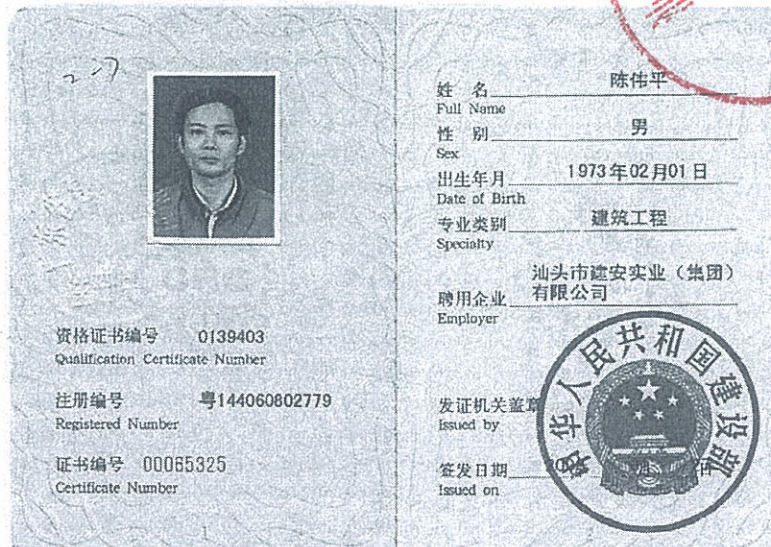 资格证书编号 0139403
Qualification Certificate Number
注册编号 粤144060802779
Registered Number
证书编号 00065325
Certificate Number
姓 名 陈伟平
Full Name
性 别 男
Sex
出生年月 1973年02月01日
Date of Birth
专业类别 建筑工程
Specialty
聘用企业 汕头市建安实业（集团）
有限公司
Employer
发证机关盖章
Issued by
中华人民共和国建设部
签发日期
Issued on